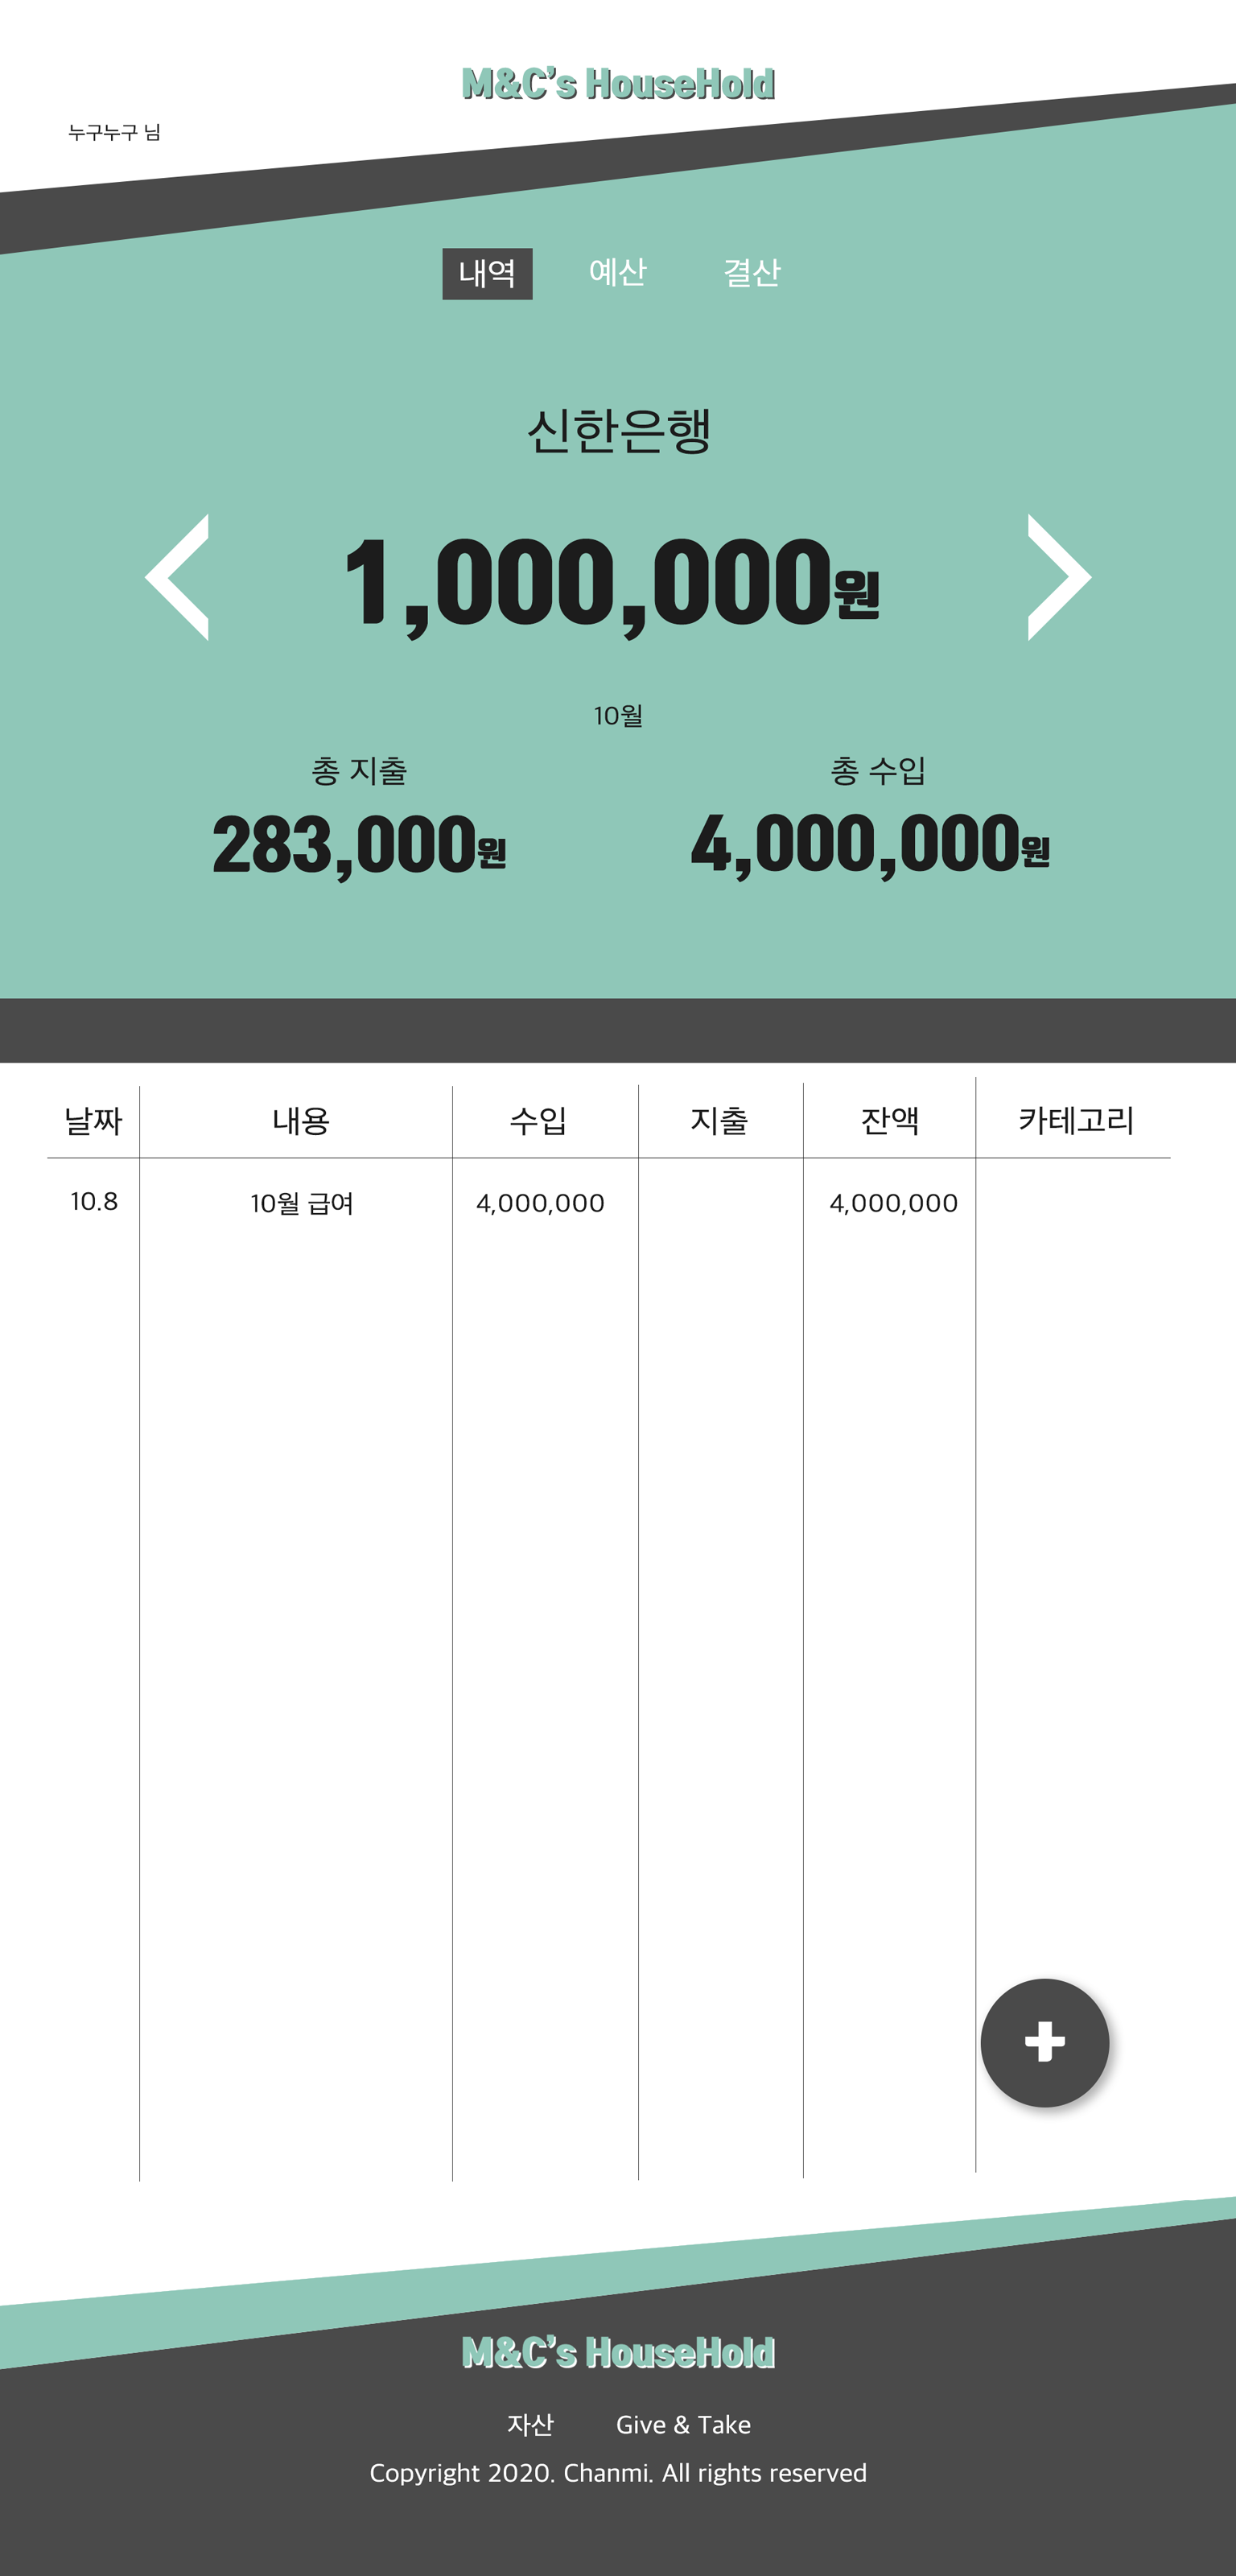 M&C's HouseHold
누구누구 님
내역 예산 결산
신한은행
1,000,000원
10월
총 지출 총 수입
283,000원 4,000,000원
날짜 내용 수입 지출 잔액 카테고리
10.8 10월 급여 4,000,000 4,000,000
M&C's HouseHold
자산 Give & Take
Copyright 2020. Chanmi. All rights reserved